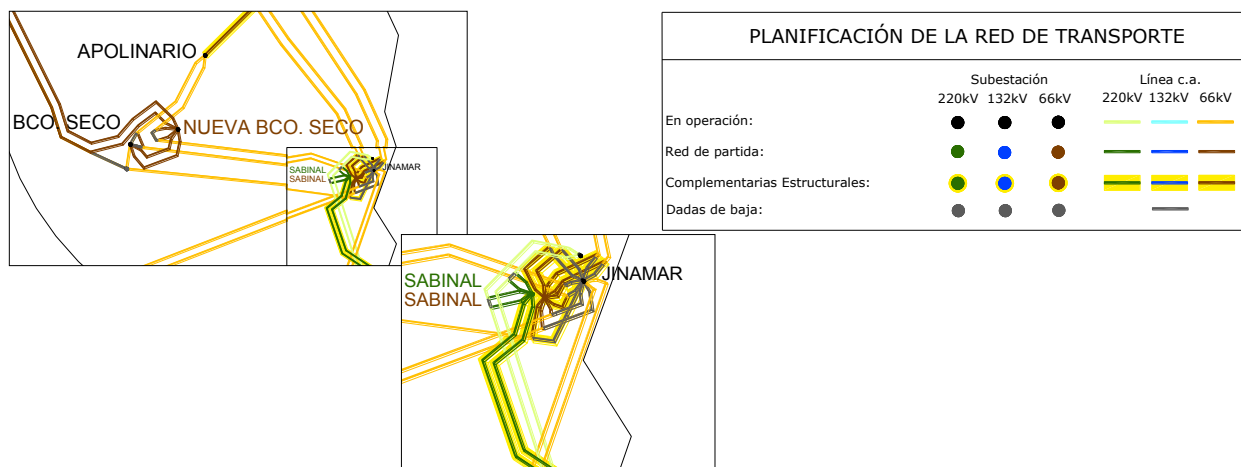 APOLINARIO
BCO. SECO
NUEVA BCO. SECO
SABINAL
SABINAL
JINAMAR
SABINAL
SABINAL
JINAMAR
PLANIFICACIÓN DE LA RED DE TRANSPORTE
Subestación Línea c.a.
220kV 132kV 66kV 220kV 132kV 66kV
En operación:
Red de partida:
Complementarias Estructurales:
Dadas de baja: